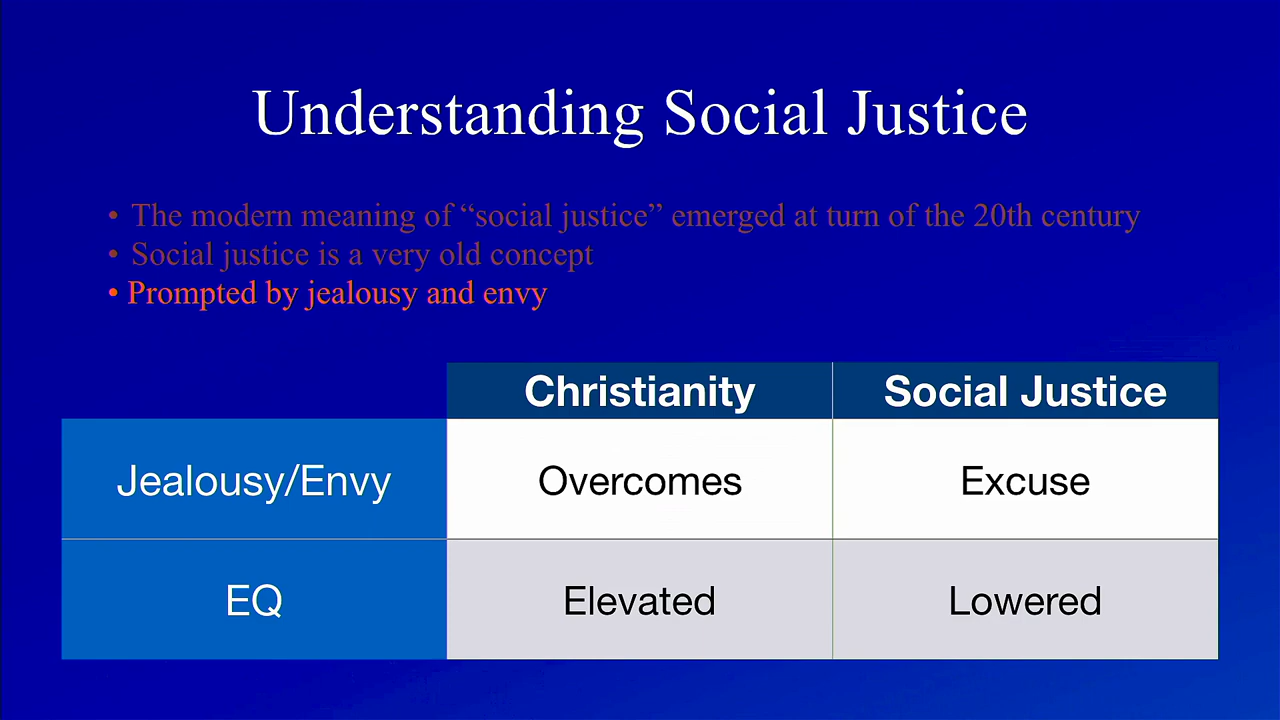 Understanding Social Justice
• The modern meaning of “social justice” emerged at turn of the 20th century
• Social justice is a very old concept
• Prompted by jealousy and envy
Christianity Social Justice
Jealousy/Envy Overcomes Excuse
EQ Elevated Lowered